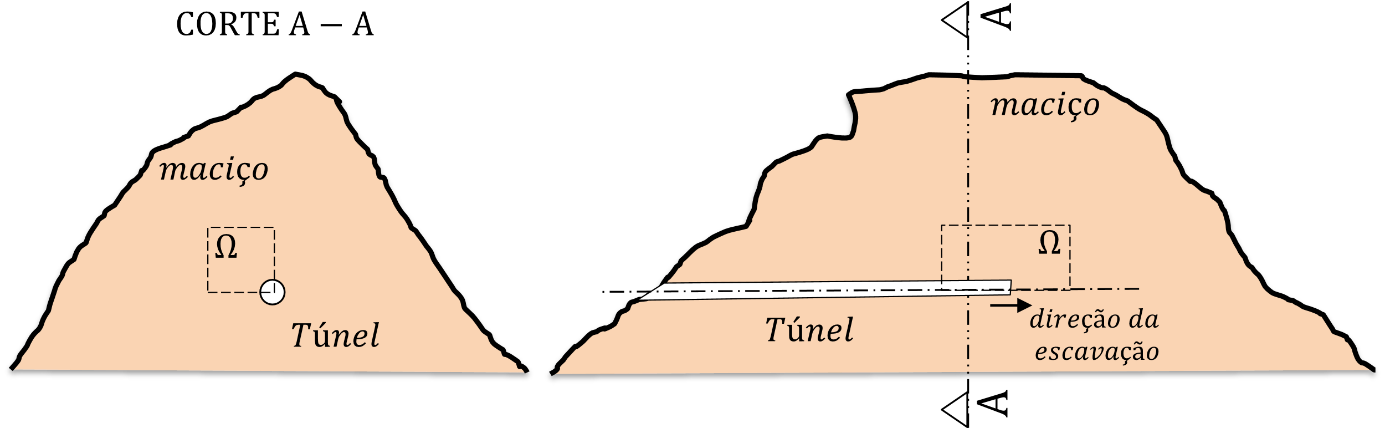 CORTE A – A
maciço
Ω
Túnel
A
maciço
Ω
Túnel
direção da
escavação
A